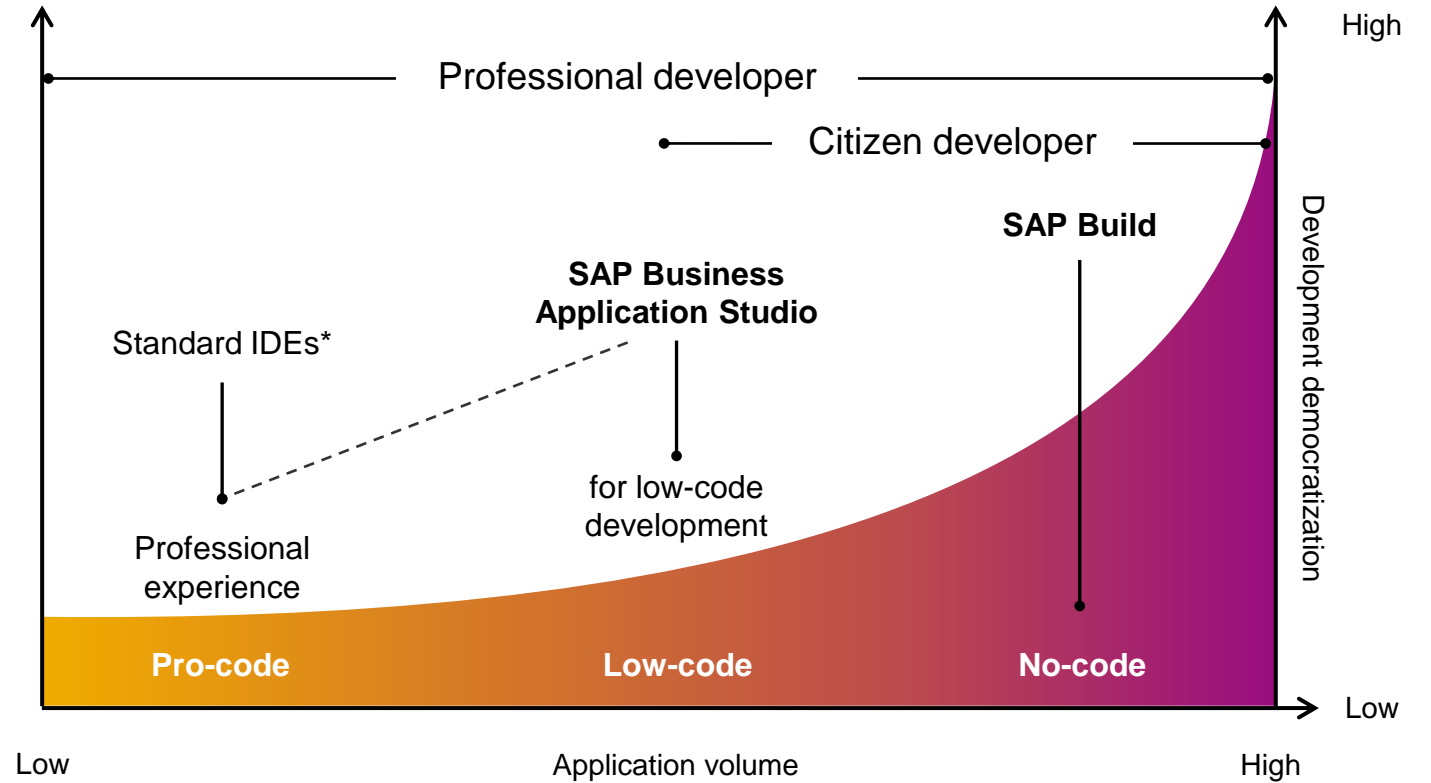 High
Professional developer
Citizen developer
SAP Build
SAP Business
Application Studio
Standard IDEs*
for low-code
development
Professional
experience
Development democratization
Pro-code
Low-code
No-code
Low
Low
Application volume
High